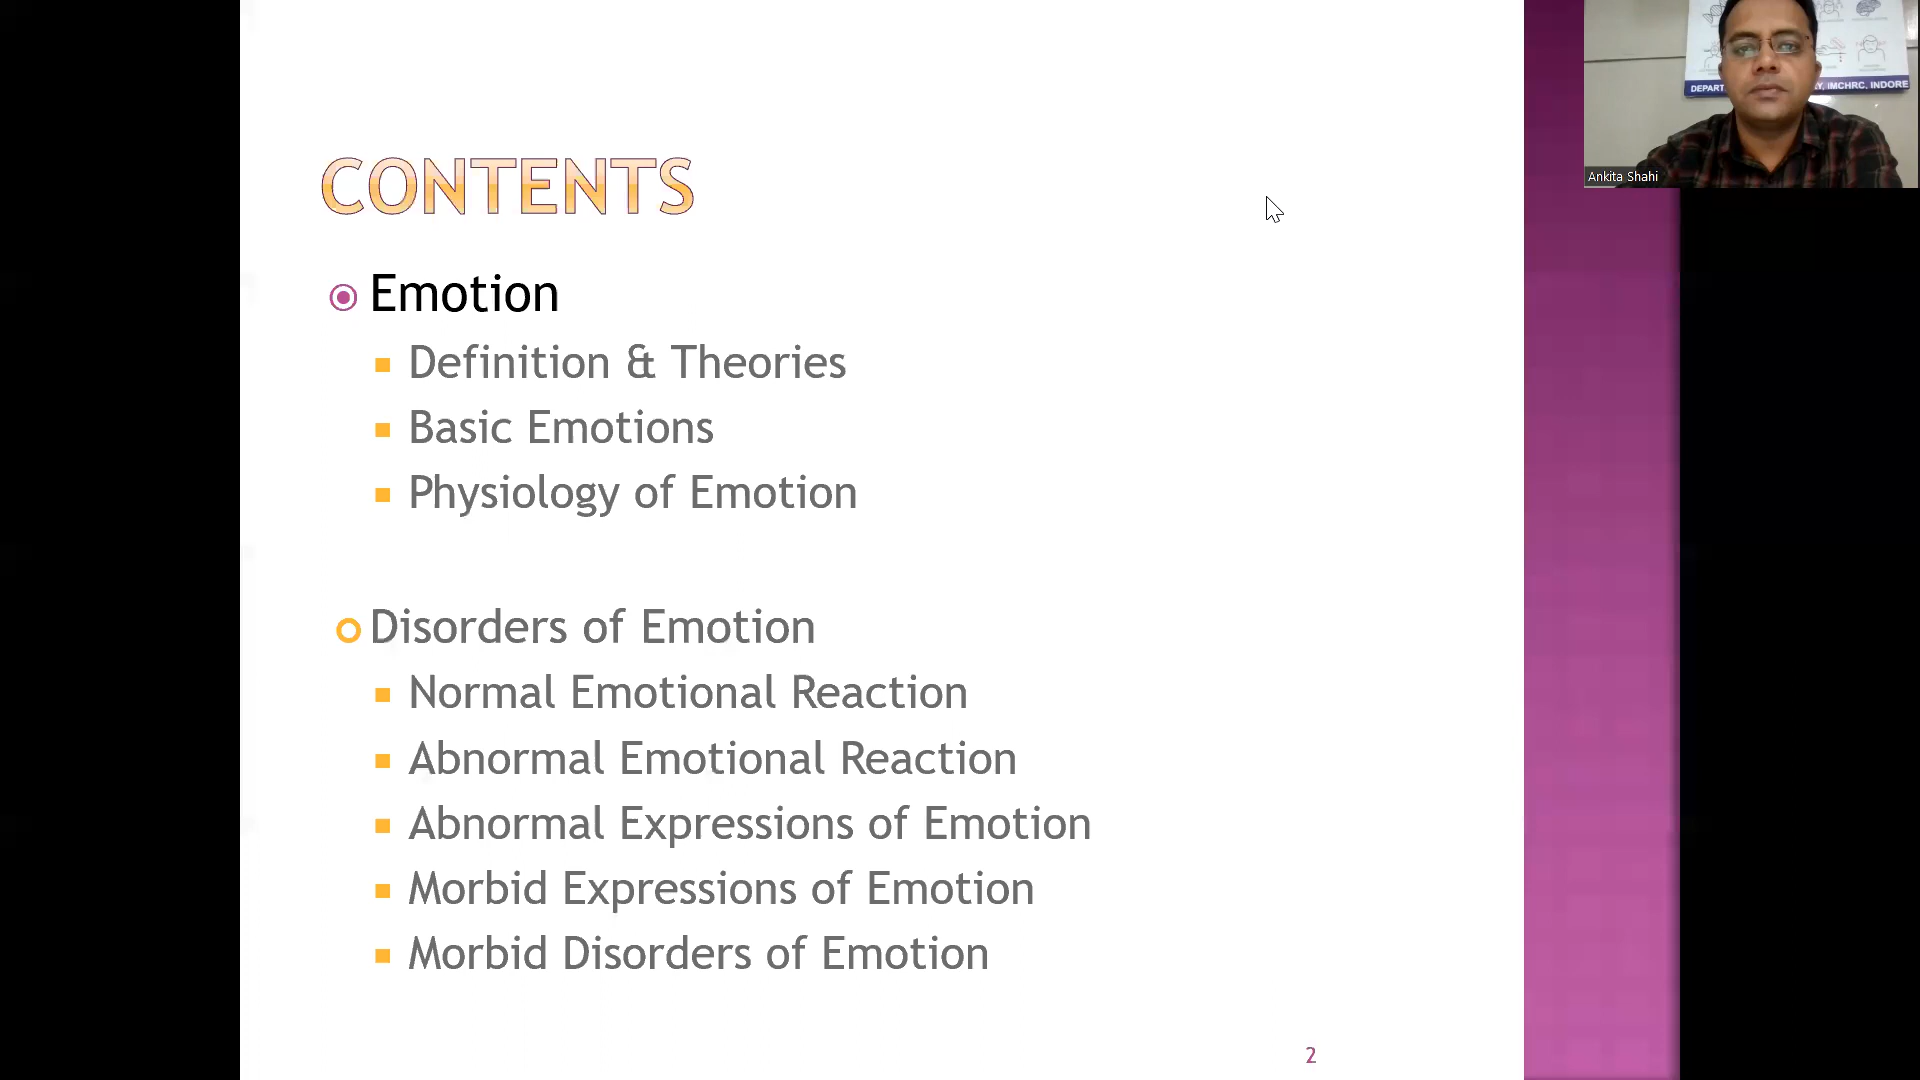 CONTENTS
Emotion
Definition & Theories
Basic Emotions
Physiology of Emotion
Disorders of Emotion
Normal Emotional Reaction
Abnormal Emotional Reaction
Abnormal Expressions of Emotion
Morbid Expressions of Emotion
Morbid Disorders of Emotion
2
IMCHRC, INDORE
Ankita Shahi